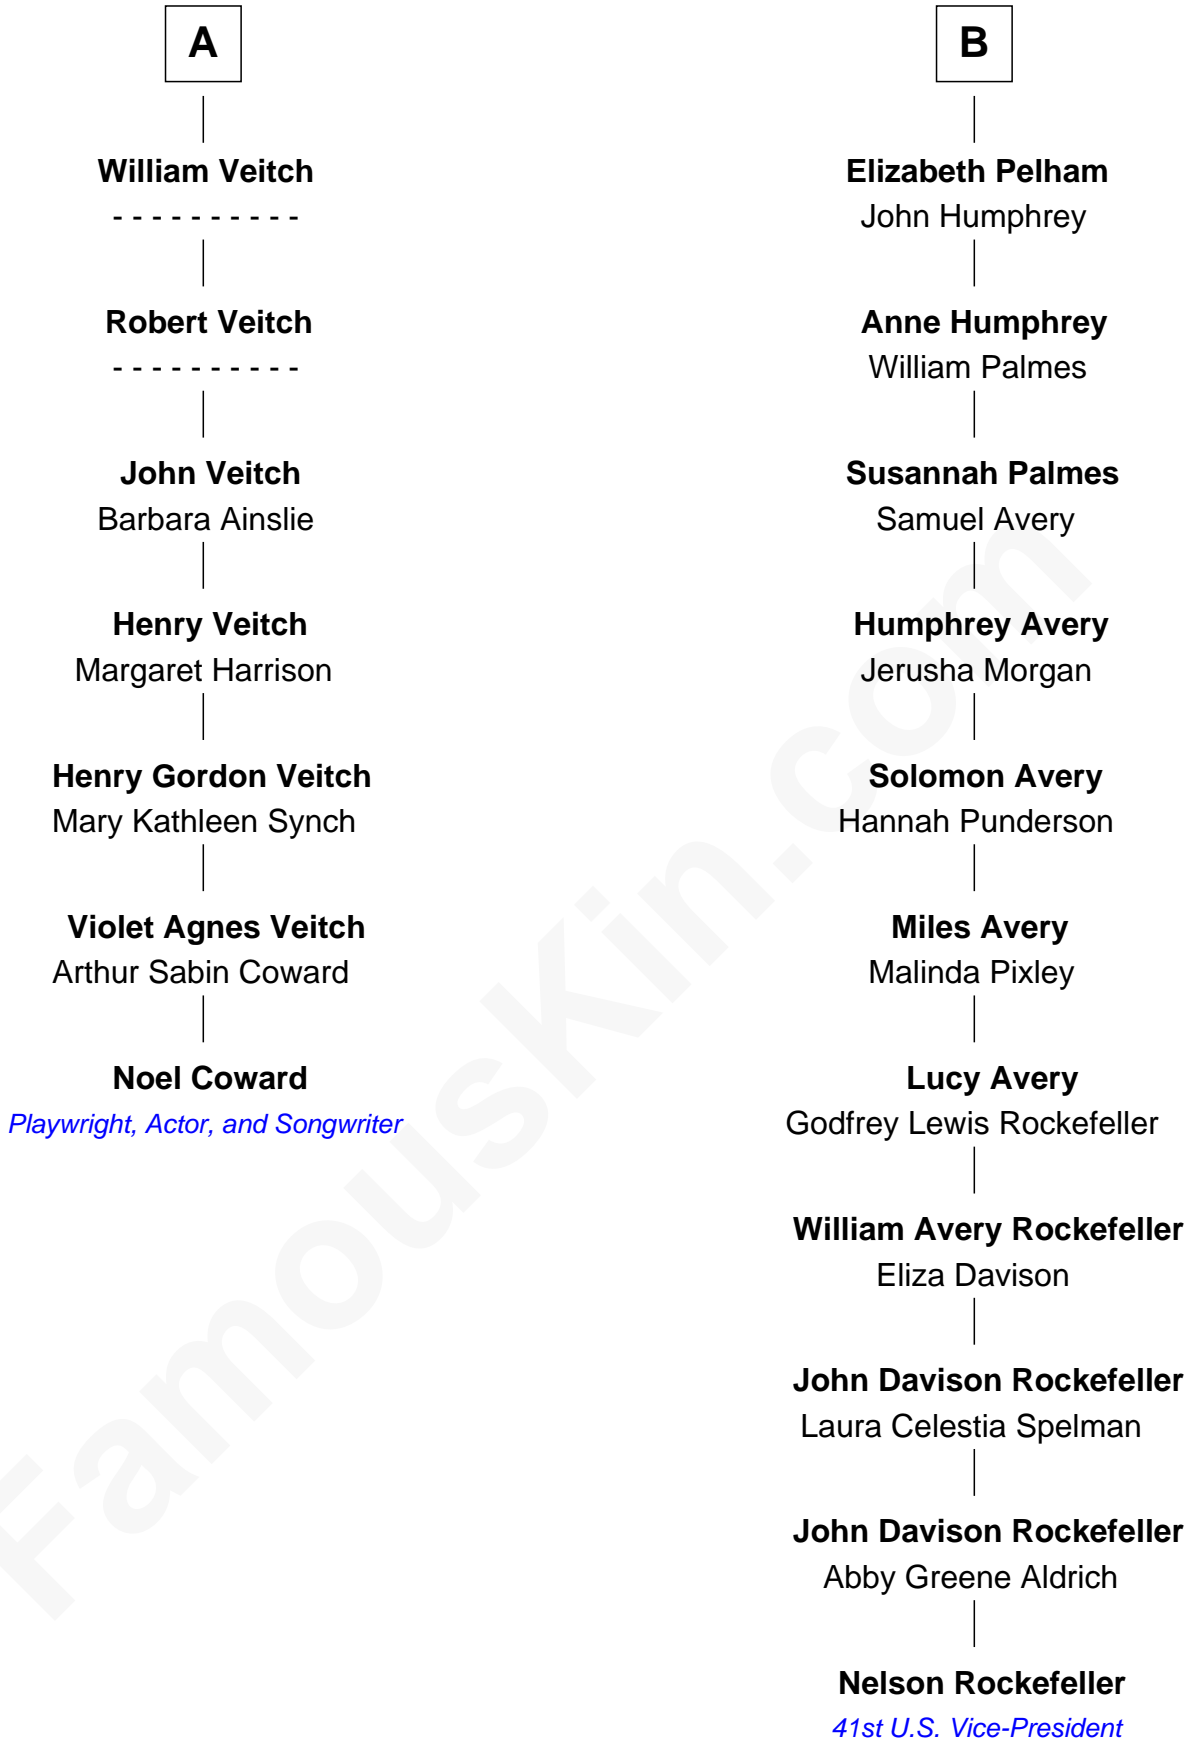 A
William Veitch
- - - - - - - - - -
Robert Veitch
- - - - - - - - - -
John Veitch
Barbara Ainslie
Henry Veitch
Margaret Harrison
Henry Gordon Veitch
Mary Kathleen Synch
Violet Agnes Veitch
Arthur Sabin Coward
Noel Coward
Playwright, Actor, and Songwriter
B
Elizabeth Pelham
John Humphrey
Anne Humphrey
William Palmes
Susannah Palmes
Samuel Avery
Humphrey Avery
Jerusha Morgan
Solomon Avery
Hannah Punderson
Miles Avery
Malinda Pixley
Lucy Avery
Godfrey Lewis Rockefeller
William Avery Rockefeller
Eliza Davison
John Davison Rockefeller
Laura Celestia Spelman
John Davison Rockefeller
Abby Greene Aldrich
Nelson Rockefeller
41st U.S. Vice-President
FamousKin.com